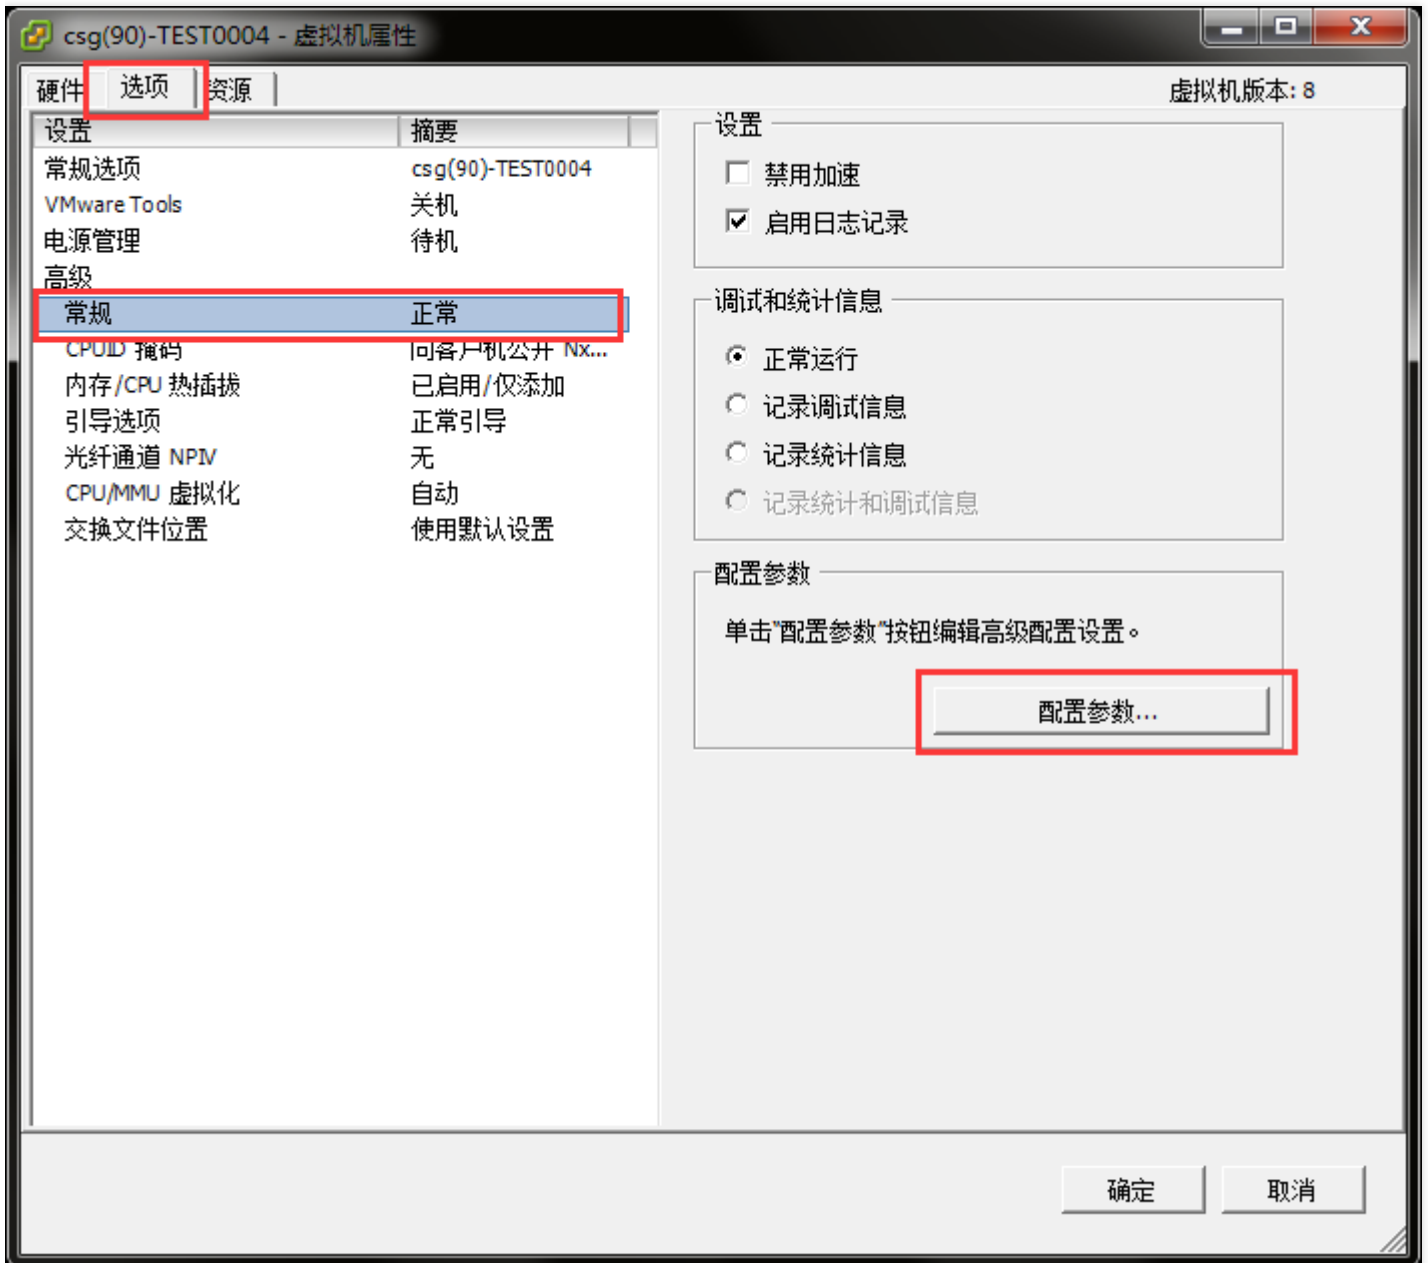 csg(90)-TEST0004 - 虚拟机属性
硬件 选项 资源 虚拟机版本: 8
设置 摘要
常规选项 csg(90)-TEST0004
VMware Tools 关机
电源管理 待机
高级
常规 正常
CPUID 掩码 向客户机公开 Nx...
内存/CPU 热插拔 已启用/仅添加
引导选项 正常引导
光纤通道 NPIV 无
CPU/MMU 虚拟化 自动
交换文件位置 使用默认设置
设置
禁用加速
启用日志记录
调试和统计信息
正常运行
记录调试信息
记录统计信息
记录统计和调试信息
配置参数
单击"配置参数"按钮编辑高级配置设置。
配置参数...
确定 取消